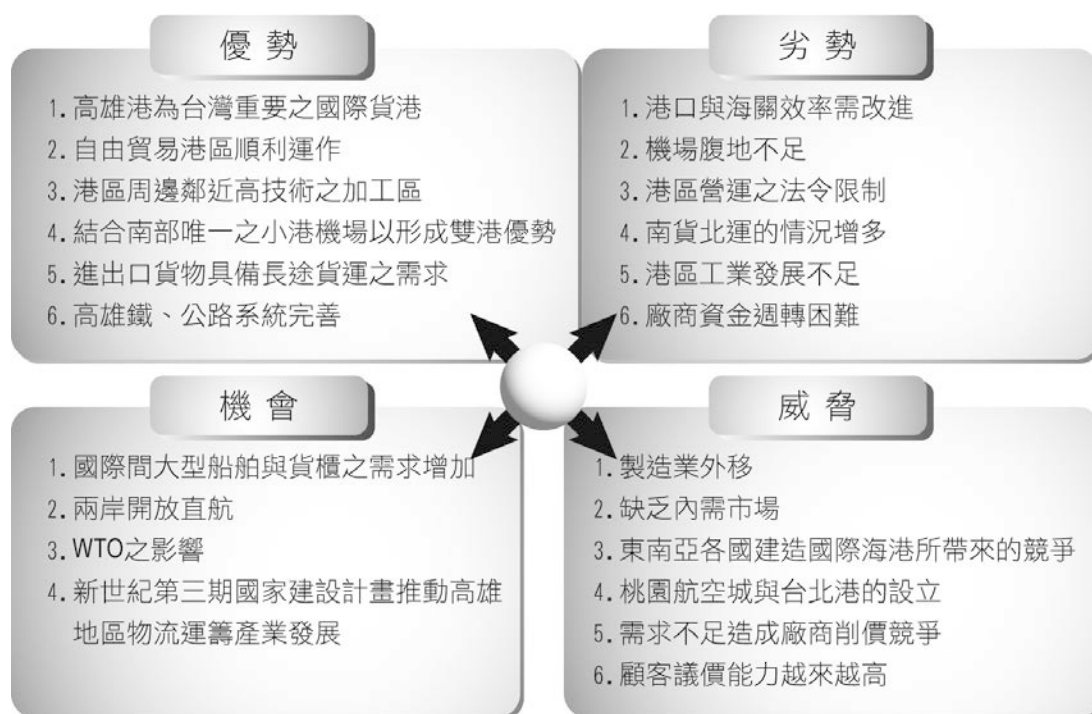 優勢
1. 高雄港為台灣重要之國際貨港
2. 自由貿易港區順利運作
3. 港區周邊鄰近高技術之加工區
4. 結合南部唯一之小港機場以形成雙港優勢
5. 進出口貨物具備長途貨運之需求
6. 高雄鐵、公路系統完善
劣勢
1. 港口與海關效率需改進
2. 機場腹地不足
3. 港區營運之法令限制
4. 南貨北運的情況增多
5. 港區工業發展不足
6. 廠商資金週轉困難
機會
1. 國際間大型船舶與貨櫃之需求增加
2. 兩岸開放直航
3. WTO之影響
4. 新世紀第三期國家建設計畫推動高雄
地區物流運籌產業發展
威脅
1. 製造業外移
2. 缺乏內需市場
3. 東南亞各國建造國際海港所帶來的競爭
4. 桃園航空城與台北港的設立
5. 需求不足造成廠商削價競爭
6. 顧客議價能力越來越高